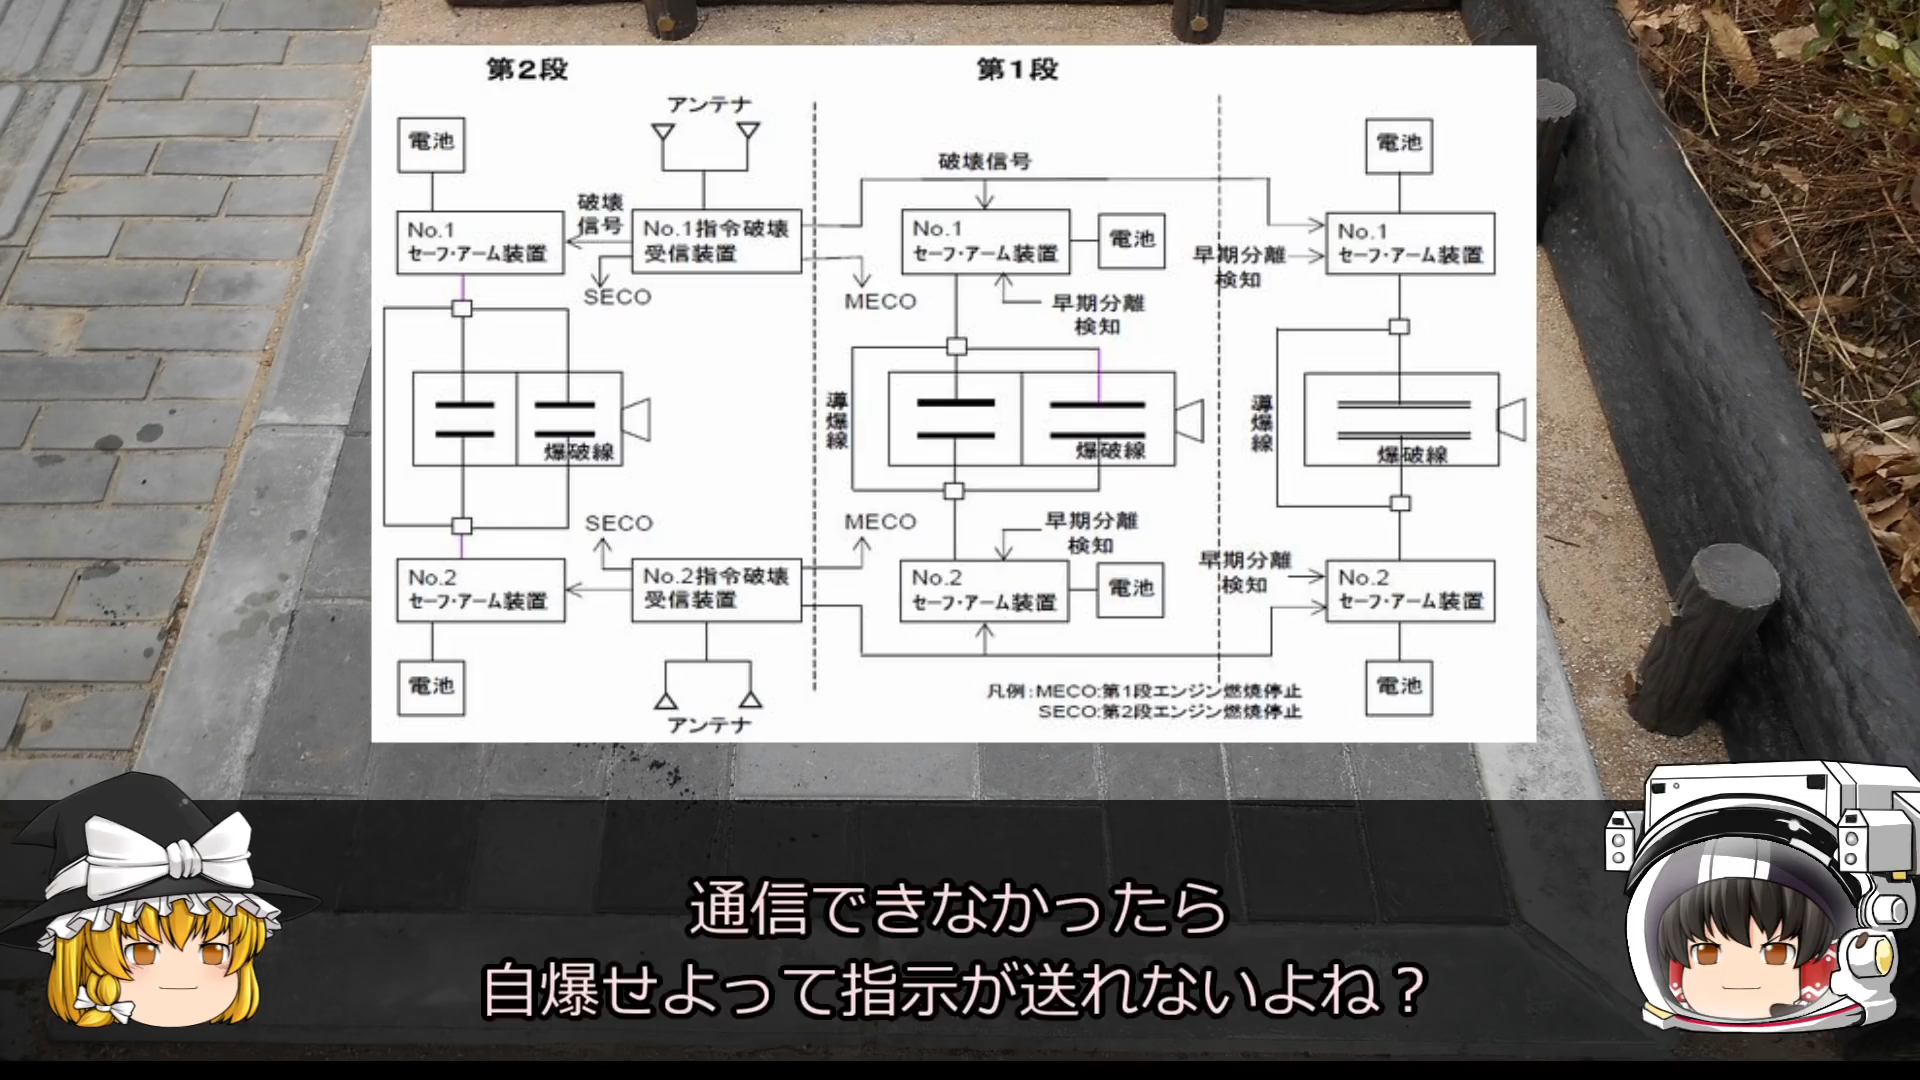 第2段
第1段
アンテナ
電池
電池
破壊信号
破壊
信号
No.1
セーフ・アーム装置
No.1指令破壊
受信装置
No.1
セーフ・アーム装置
電池
早期分離
検知
No.1
セーフ・アーム装置
SECO
MECO
早期分離
検知
導爆線
爆破線
爆破線
導爆線
爆破線
SECO
MECO
早期分離
検知
早期分離
検知
No.2
セーフ・アーム装置
No.2指令破壊
受信装置
No.2
セーフ・アーム装置
電池
No.2
セーフ・アーム装置
電池
アンテナ
電池
凡例:MECO:第1段エンジン燃焼停止
SECO:第2段エンジン燃焼停止
通信できなかったら
自爆せよって指示が送れないよね？